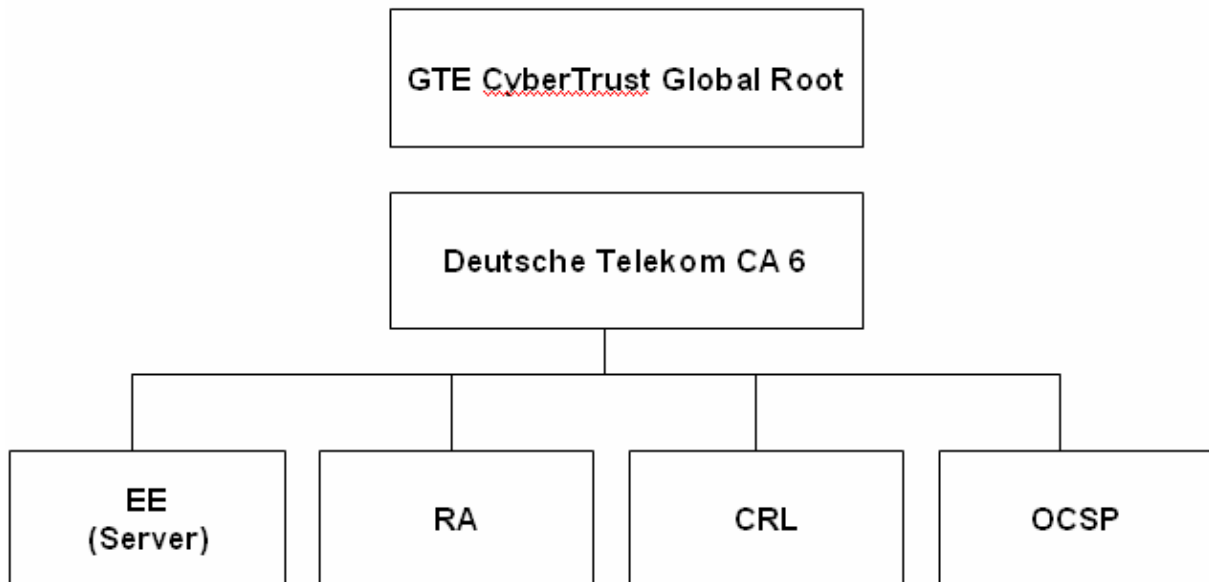 GTE CyberTrust Global Root
Deutsche Telekom CA 6
EE
(Server)
RA
CRL
OCSP